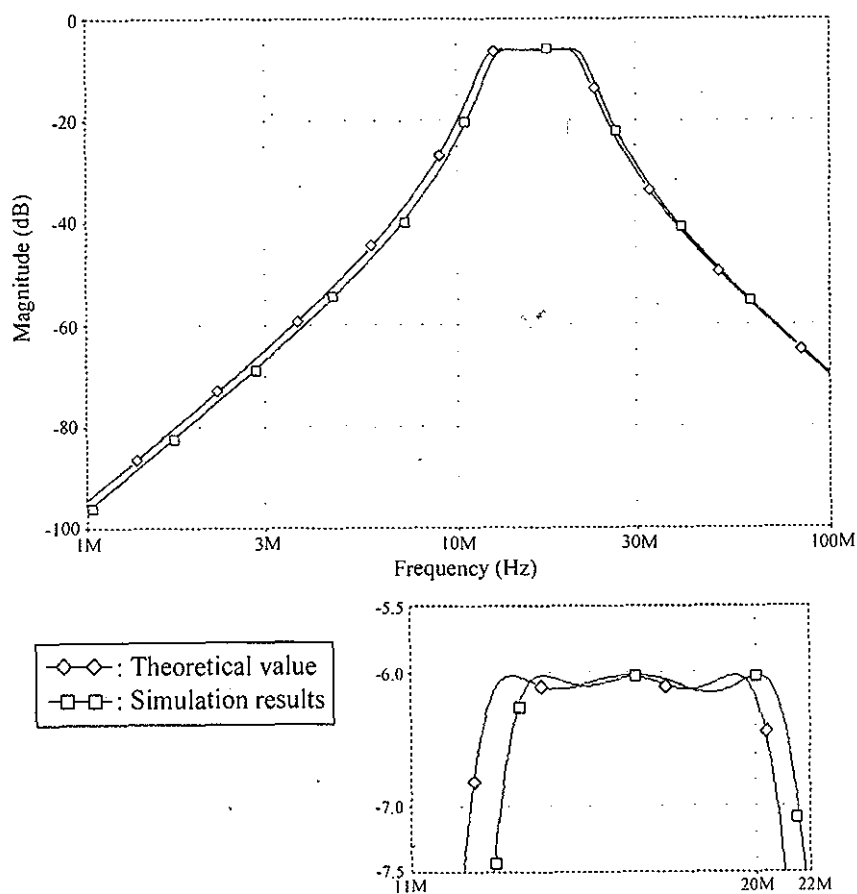 0
-20
-40
-60
-80
-100
Magnitude (dB)
1M
3M
10M
30M
100M
Frequency (Hz)
: Theoretical value
: Simulation results
-5.5
-6.0
-7.0
-7.5
11M
20M
22M